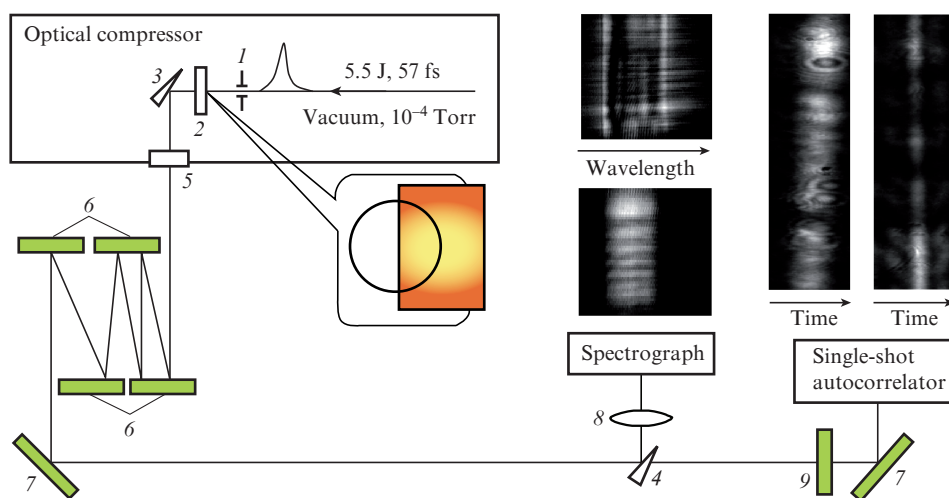 Optical compressor
1
3
5.5 J, 57 fs
Vacuum, 10⁻⁴ Torr
2
5
Wavelength
6
Time
Time
Spectrograph
Single-shot
autocorrelator
6
8
7
4
9
7